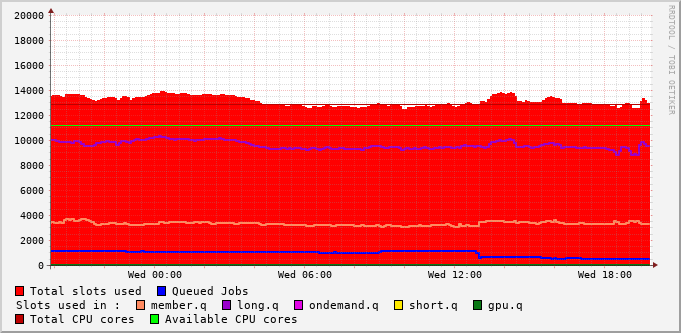 20000
18000
16000
14000
12000
10000
8000
6000
4000
2000
0
Wed 00:00 Wed 06:00 Wed 12:00 Wed 18:00
RRDTOOL / TOBI OETIKER
Total slots used Queued Jobs
Slots used in : member.q long.q ondemand.q short.q gpu.q
Total CPU cores Available CPU cores